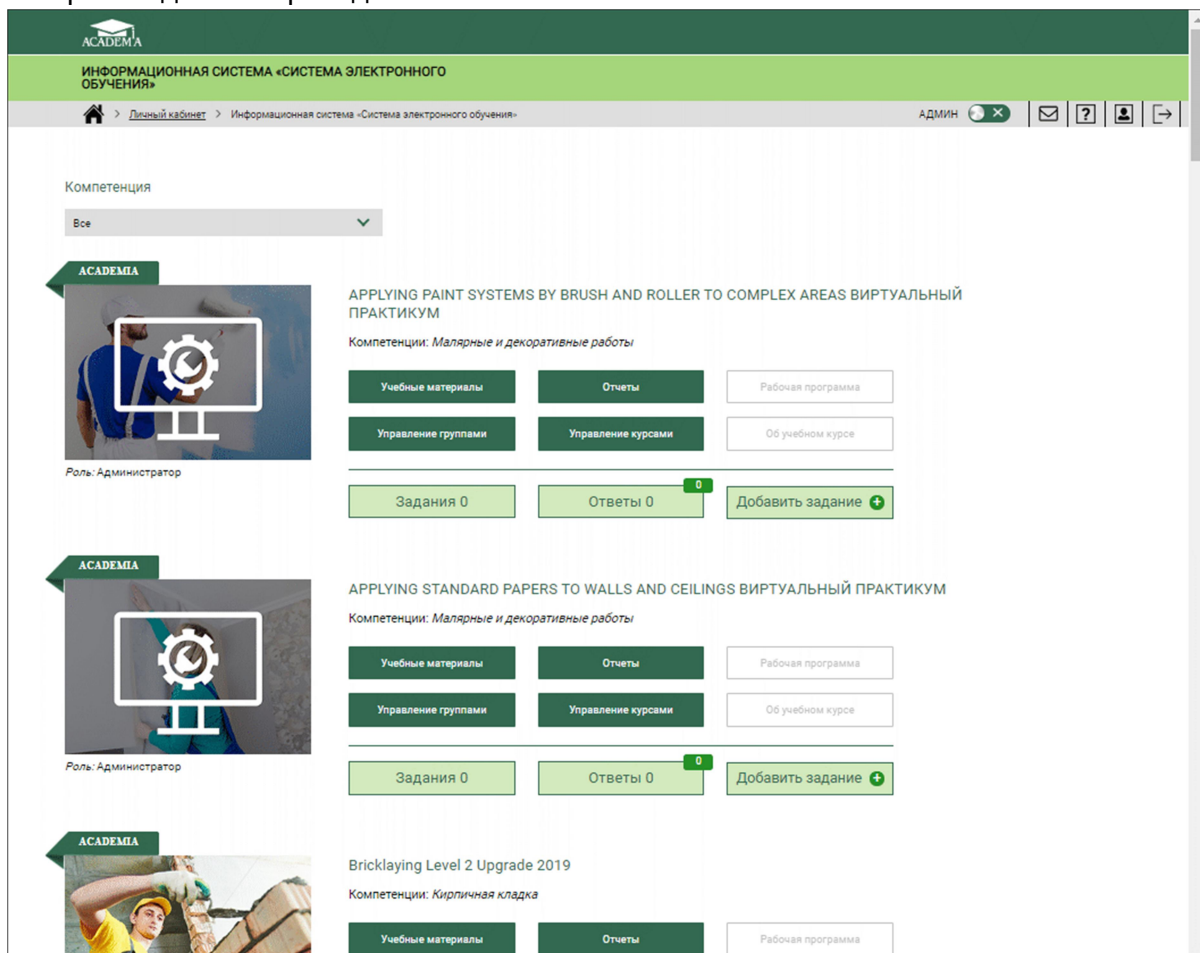 ACADEM'A
ИНФОРМАЦИОННАЯ СИСТЕМА «СИСТЕМА ЭЛЕКТРОННОГО
ОБУЧЕНИЯ»
> Личный кабинет > Информационная система «Система электронного обучения»
АДМИН
Компетенция
Все
ACADEMIA
APPLYING PAINT SYSTEMS BY BRUSH AND ROLLER TO COMPLEX AREAS ВИРТУАЛЬНЫЙ
ПРАКТИКУМ
Компетенции: Малярные и декоративные работы
Учебные материалы Отчеты Рабочая программа
Управление группами Управление курсами Об учебном курсе
Роль: Администратор
0
Задания 0 Ответы 0 Добавить задание
ACADEMIA
APPLYING STANDARD PAPERS TO WALLS AND CEILINGS ВИРТУАЛЬНЫЙ ПРАКТИКУМ
Компетенции: Малярные и декоративные работы
Учебные материалы Отчеты Рабочая программа
Управление группами Управление курсами Об учебном курсе
Роль: Администратор
0
Задания 0 Ответы 0 Добавить задание
ACADEMIA
Bricklaying Level 2 Upgrade 2019
Компетенции: Кирпичная кладка
Учебные материалы Отчеты Рабочая программа